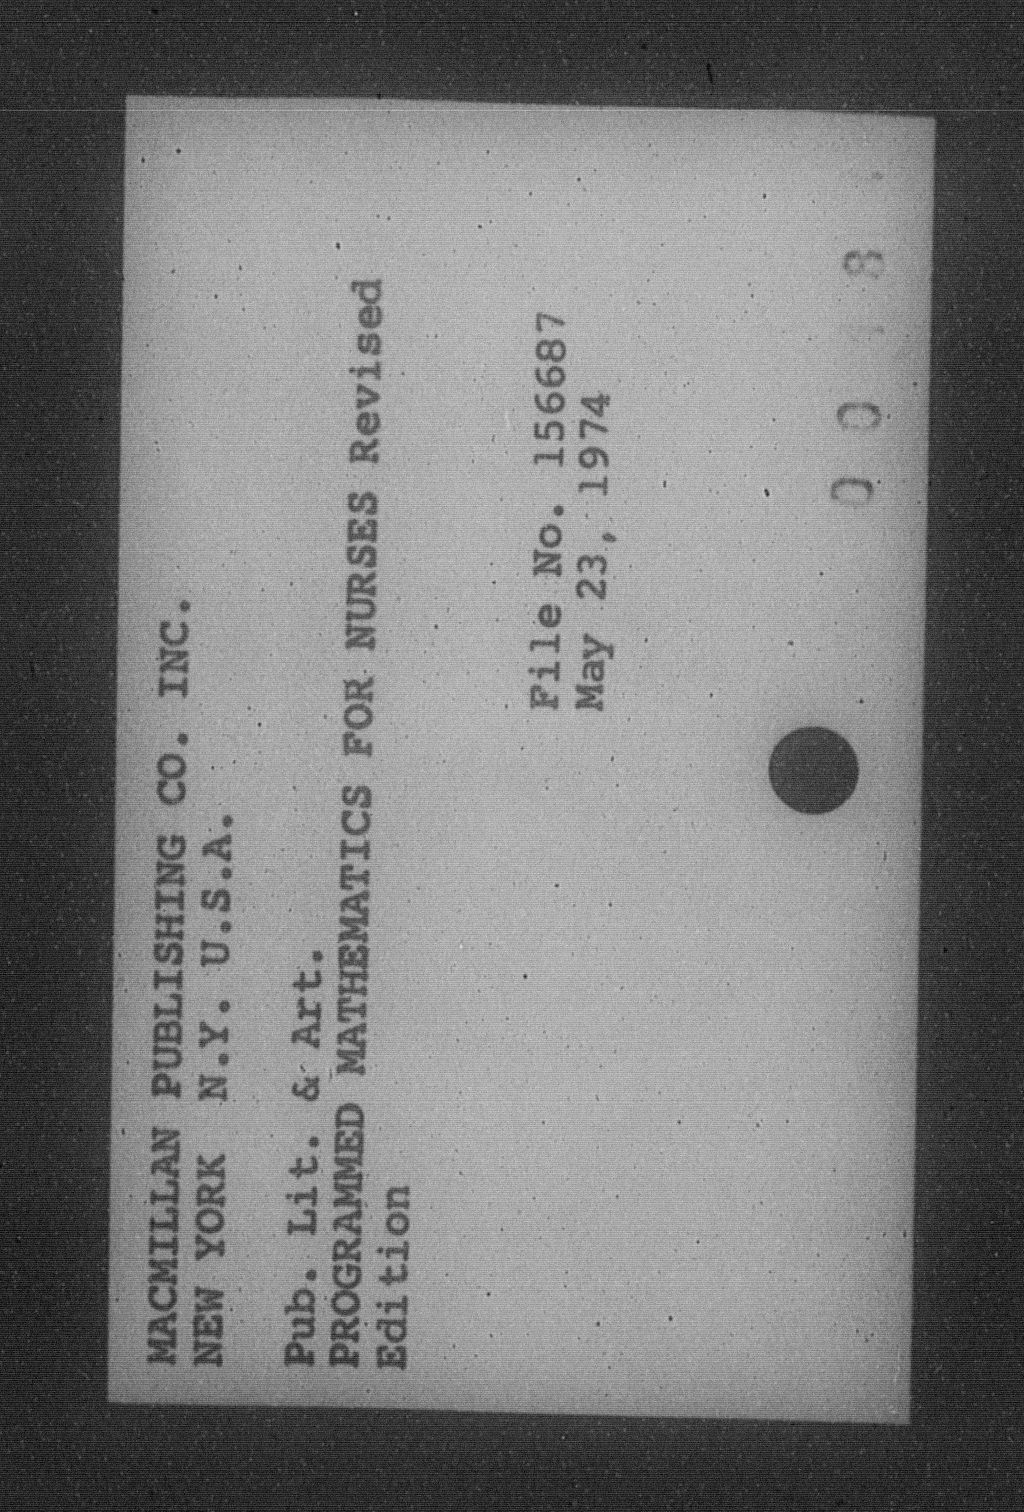 MACMILLAN PUBLISHING CO. INC.
NEW YORK N.Y. U.S.A.
Pub. Lit. & Art.
PROGRAMMED MATHEMATICS FOR NURSES Revised
Edition
File No. 156687
May 23, 1974